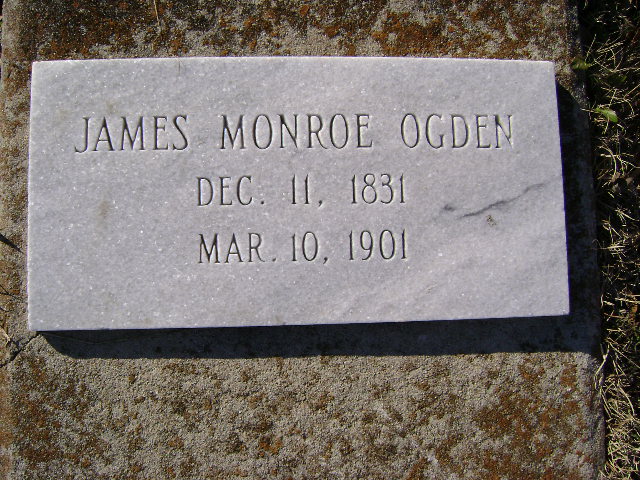 JAMES MONROE OGDEN
DEC. 11, 1831
MAR. 10, 1901